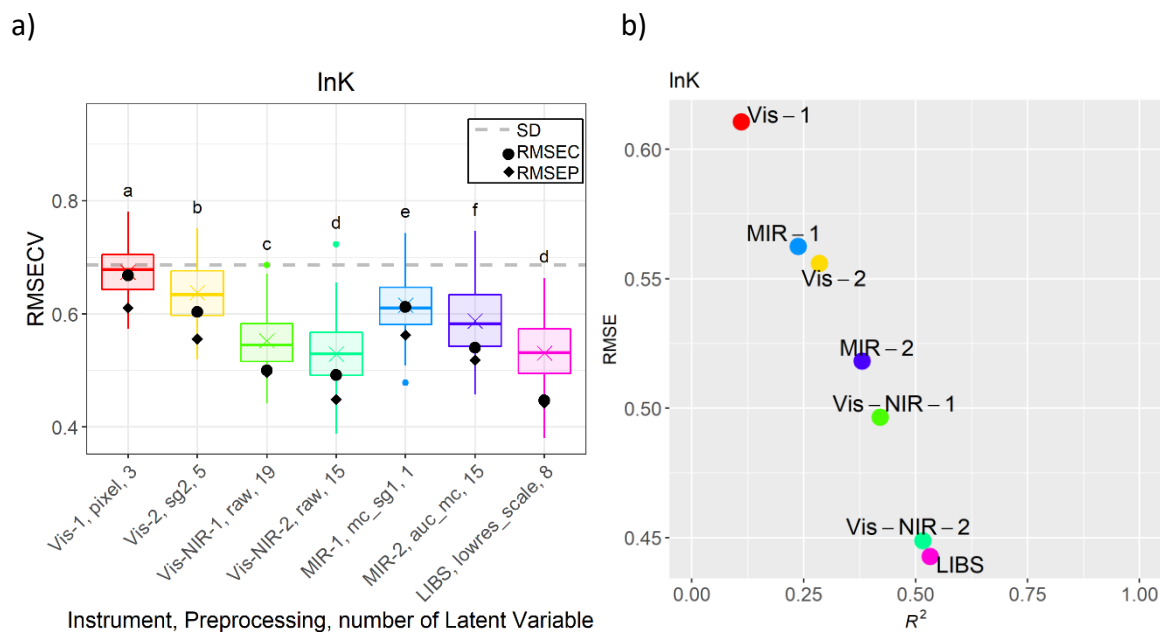 a)
lnK
RMSECV
0.8
0.6
0.4
SD
RMSEC
RMSEP
a
b
c
d
e
f
d
Vis-1, pixel, 3
Vis-2, sg2, 5
Vis-NIR-1, raw, 19
Vis-NIR-2, raw, 15
MIR-1, mc_sg1, 1
MIR-2, auc_mc, 15
LIBS, lowres_scale, 8
Instrument, Preprocessing, number of Latent Variable
b)
lnK
RMSE
0.60
0.55
0.50
0.45
Vis−1
MIR−1
Vis−2
MIR−2
Vis−NIR−1
Vis−NIR−2
LIBS
0.00
0.25
0.50
0.75
1.00
R²